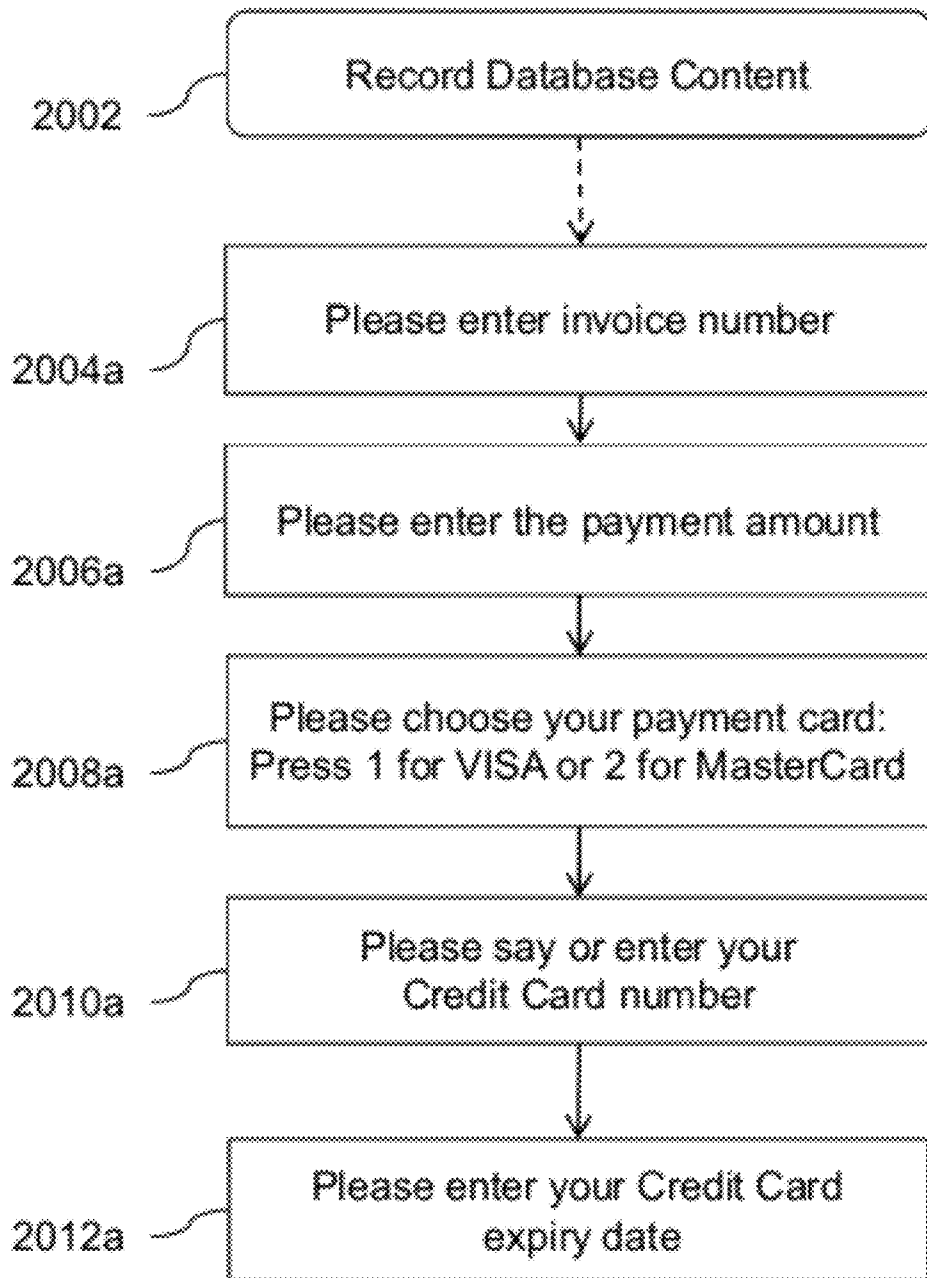 Record Database Content
2002
Please enter invoice number
2004a
Please enter the payment amount
2006a
Please choose your payment card:
Press 1 for VISA or 2 for MasterCard
2008a
Please say or enter your
Credit Card number
2010a
Please enter your Credit Card
expiry date
2012a